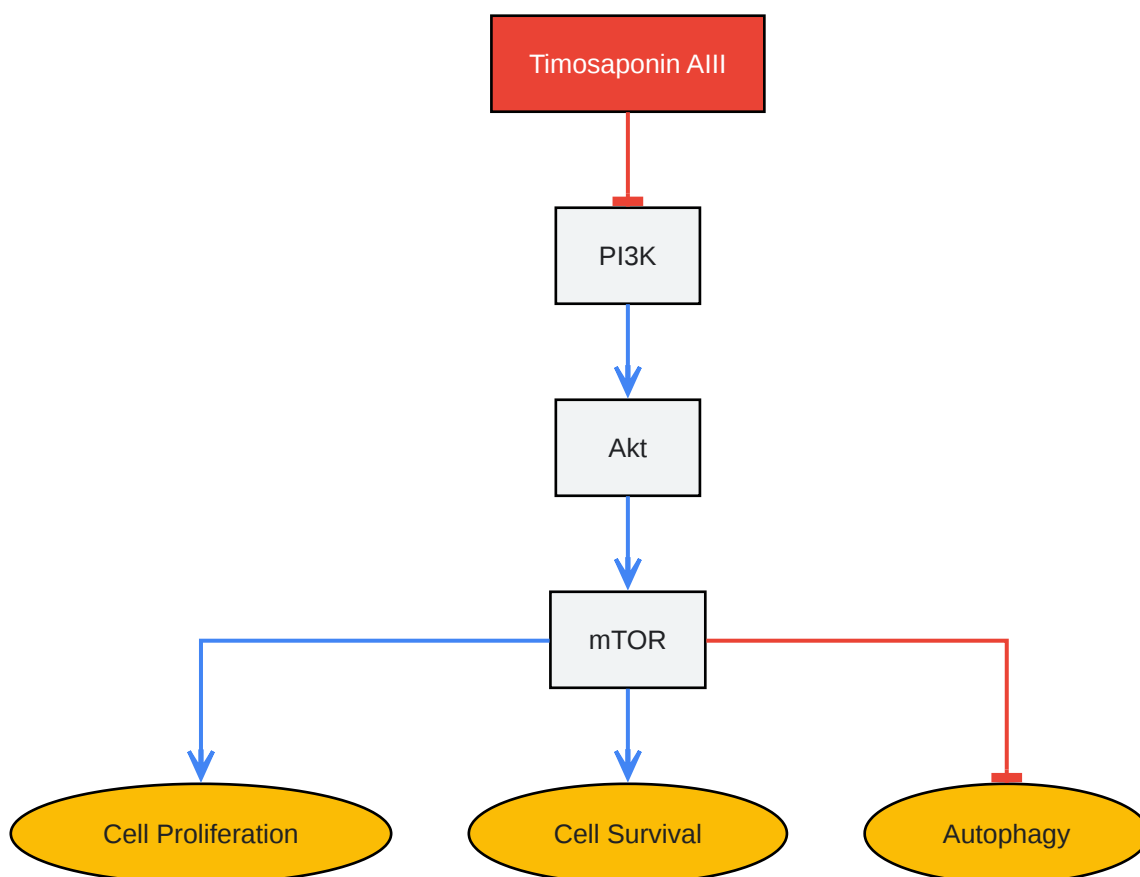 Timosaponin AIII
PI3K
Akt
mTOR
Cell Proliferation
Cell Survival
Autophagy